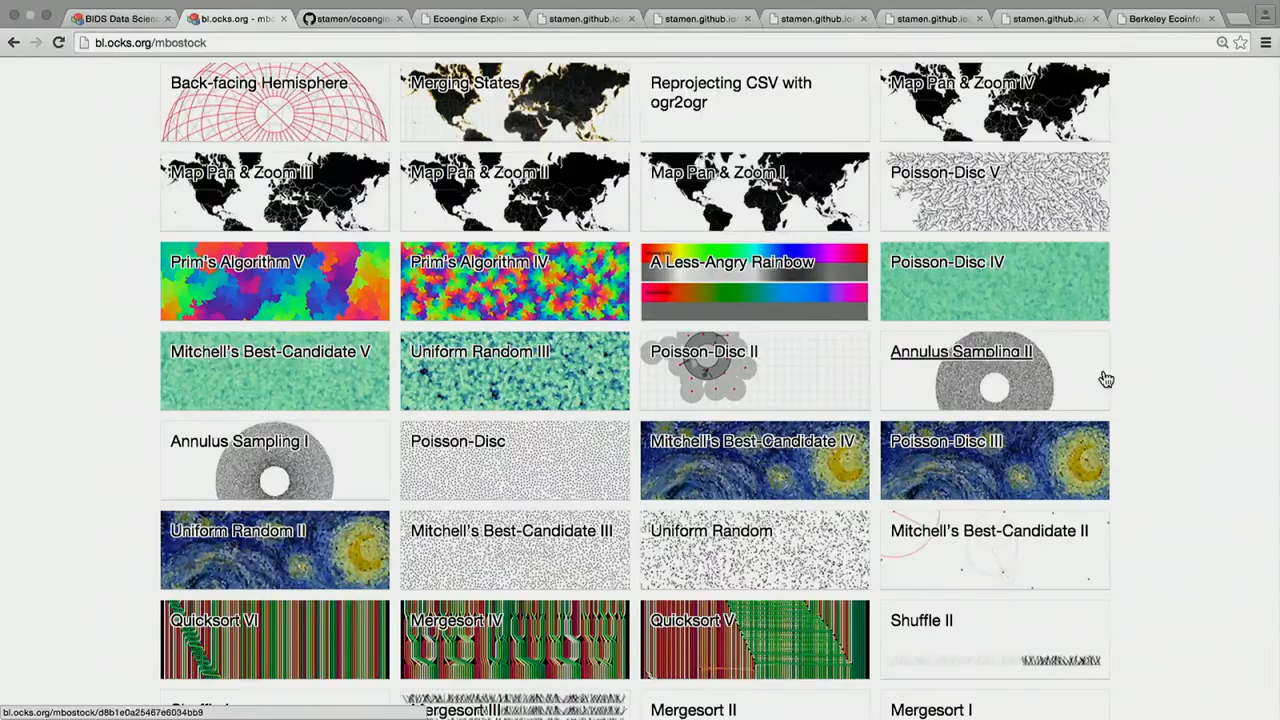 BIDS Data Scien
bl.ocks.org - mbo
stamen/ecoengin
Ecoengine Explo
stamen.github.io
stamen.github.io
stamen.github.io
stamen.github.io
stamen.github.io
Berkeley Ecoinfo
bl.ocks.org/mbostock
Back-facing Hemisphere
Merging States
Reprojecting CSV with
ogr2ogr
Map Pan & Zoom IV
Map Pan & Zoom III
Map Pan & Zoom II
Map Pan & Zoom I
Poisson-Disc V
Prim's Algorithm V
Prim's Algorithm IV
A Less-Angry Rainbow
Poisson-Disc IV
Mitchell's Best-Candidate V
Uniform Random III
Poisson-Disc II
Annulus Sampling II
Annulus Sampling I
Poisson-Disc
Mitchell's Best-Candidate IV
Poisson-Disc III
Uniform Random II
Mitchell's Best-Candidate III
Uniform Random
Mitchell's Best-Candidate II
Quicksort VI
Mergesort IV
Quicksort V
Shuffle II
Mergesort III
Mergesort II
Mergesort I
bl.ocks.org/mbostock/d8b1e0a25467e6034bb9